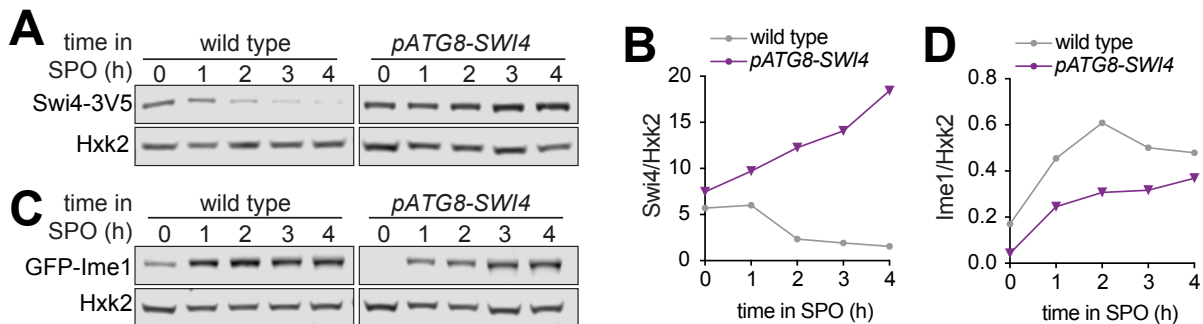 A
time in
SPO (h)
wild type
pATG8-SWI4
0 1 2 3 4
0 1 2 3 4
Swi4-3V5
Hxk2
C
time in
SPO (h)
wild type
pATG8-SWI4
0 1 2 3 4
0 1 2 3 4
GFP-Ime1
Hxk2
B
wild type
pATG8-SWI4
Swi4/Hxk2
20
15
10
5
0
0 1 2 3 4
time in SPO (h)
D
wild type
pATG8-SWI4
Ime1/Hxk2
0.8
0.6
0.4
0.2
0.0
0 1 2 3 4
time in SPO (h)